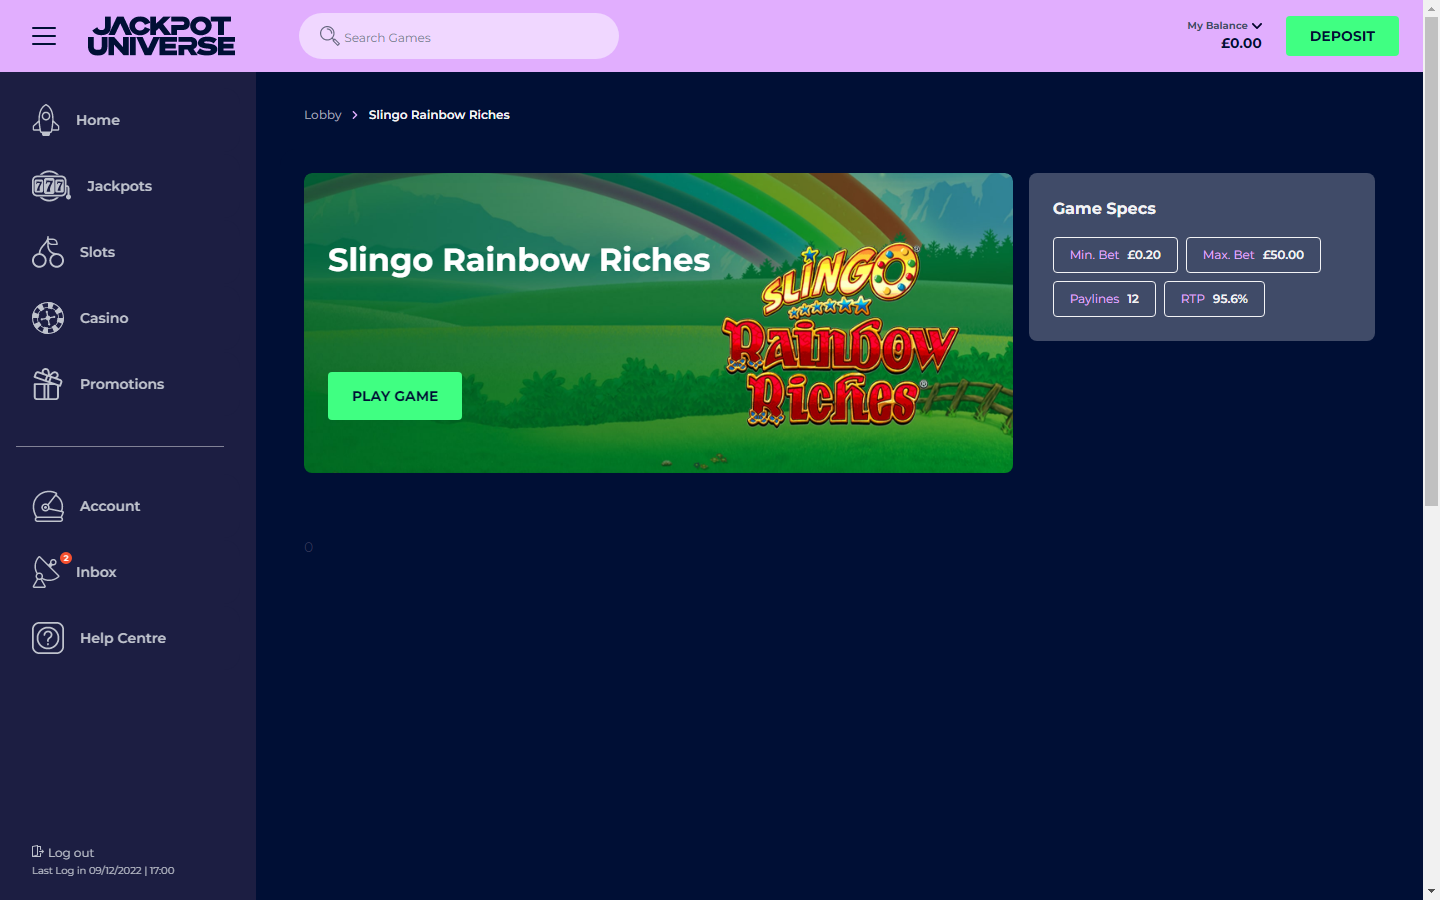 JACKPOT
UNIVERSE
Search Games
My Balance
£0.00
DEPOSIT
Home
777
Jackpots
Slots
Casino
Promotions
Account
2
Inbox
?
Help Centre
Log out
Last Log in 09/12/2022 | 17:00
Lobby > Slingo Rainbow Riches
Slingo Rainbow Riches
PLAY GAME
SLINGO®
Rainbow
Riches®
Game Specs
Min. Bet £0.20
Max. Bet £50.00
Paylines 12
RTP 95.6%
0